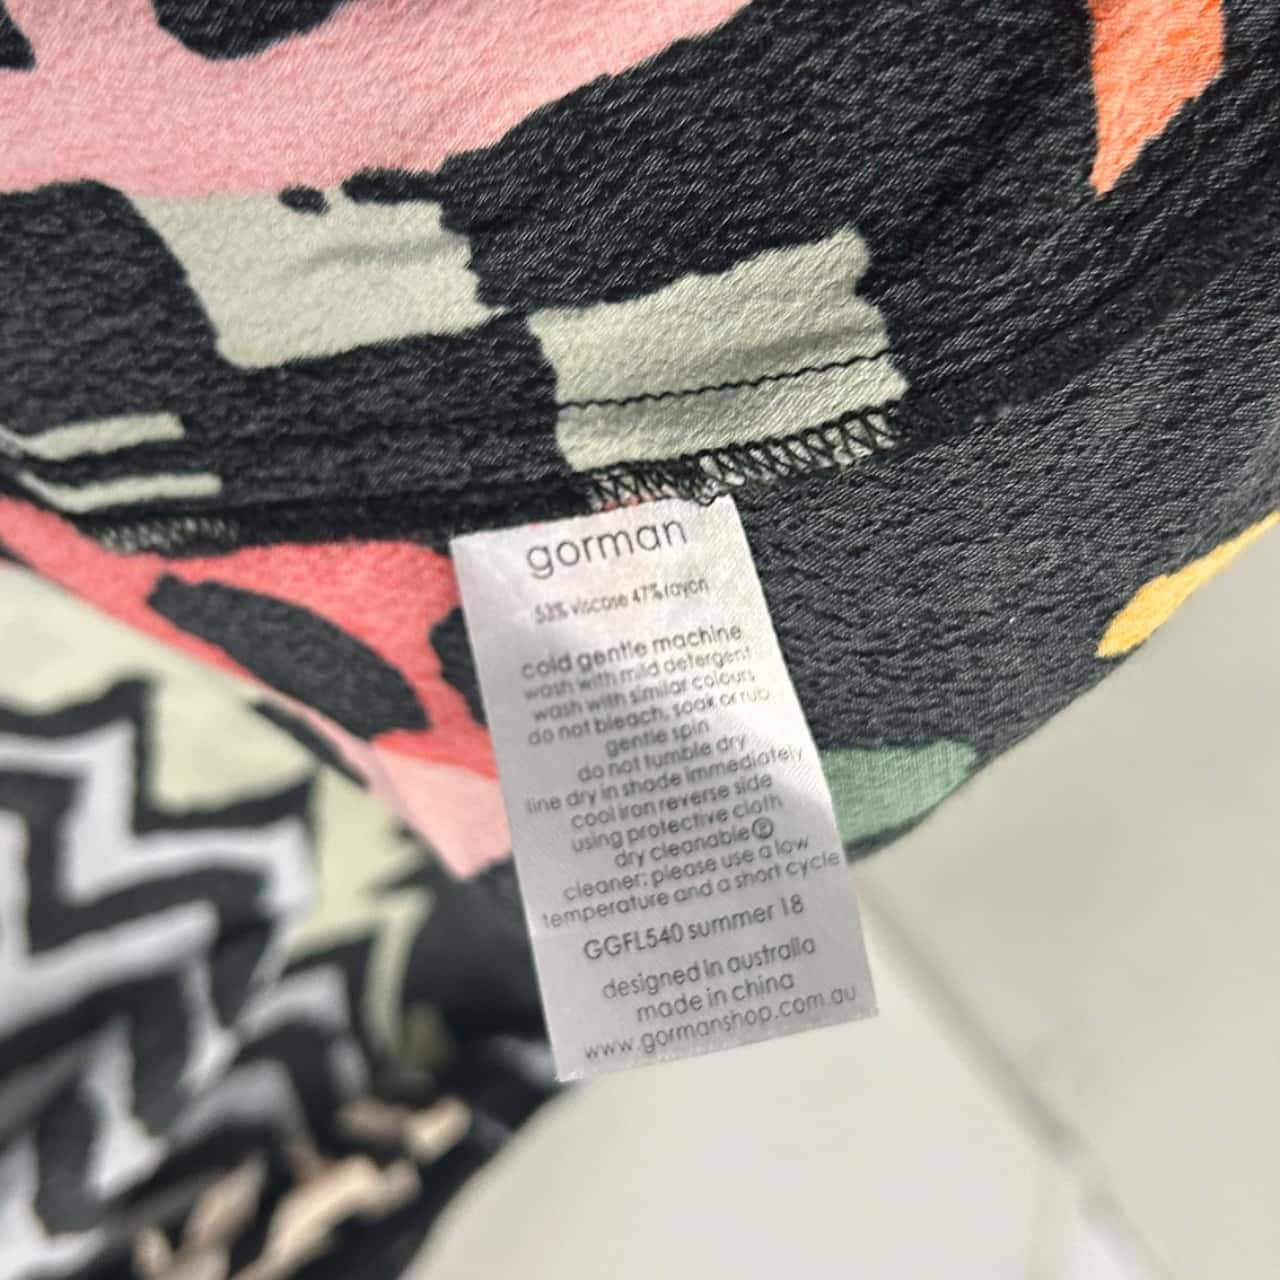 gorman
53% viscose 47% rayon
cold gentle machine
wash with mild detergent
wash with similar colours
do not bleach, soak or rub
gentle spin
do not tumble dry
line dry in shade immediately
cool iron reverse side
using protective cloth
dry cleanable Ⓟ
cleaner: please use a low
temperature and a short cycle
GGFL540 summer 18
designed in australia
made in china
www.gormanshop.com.au